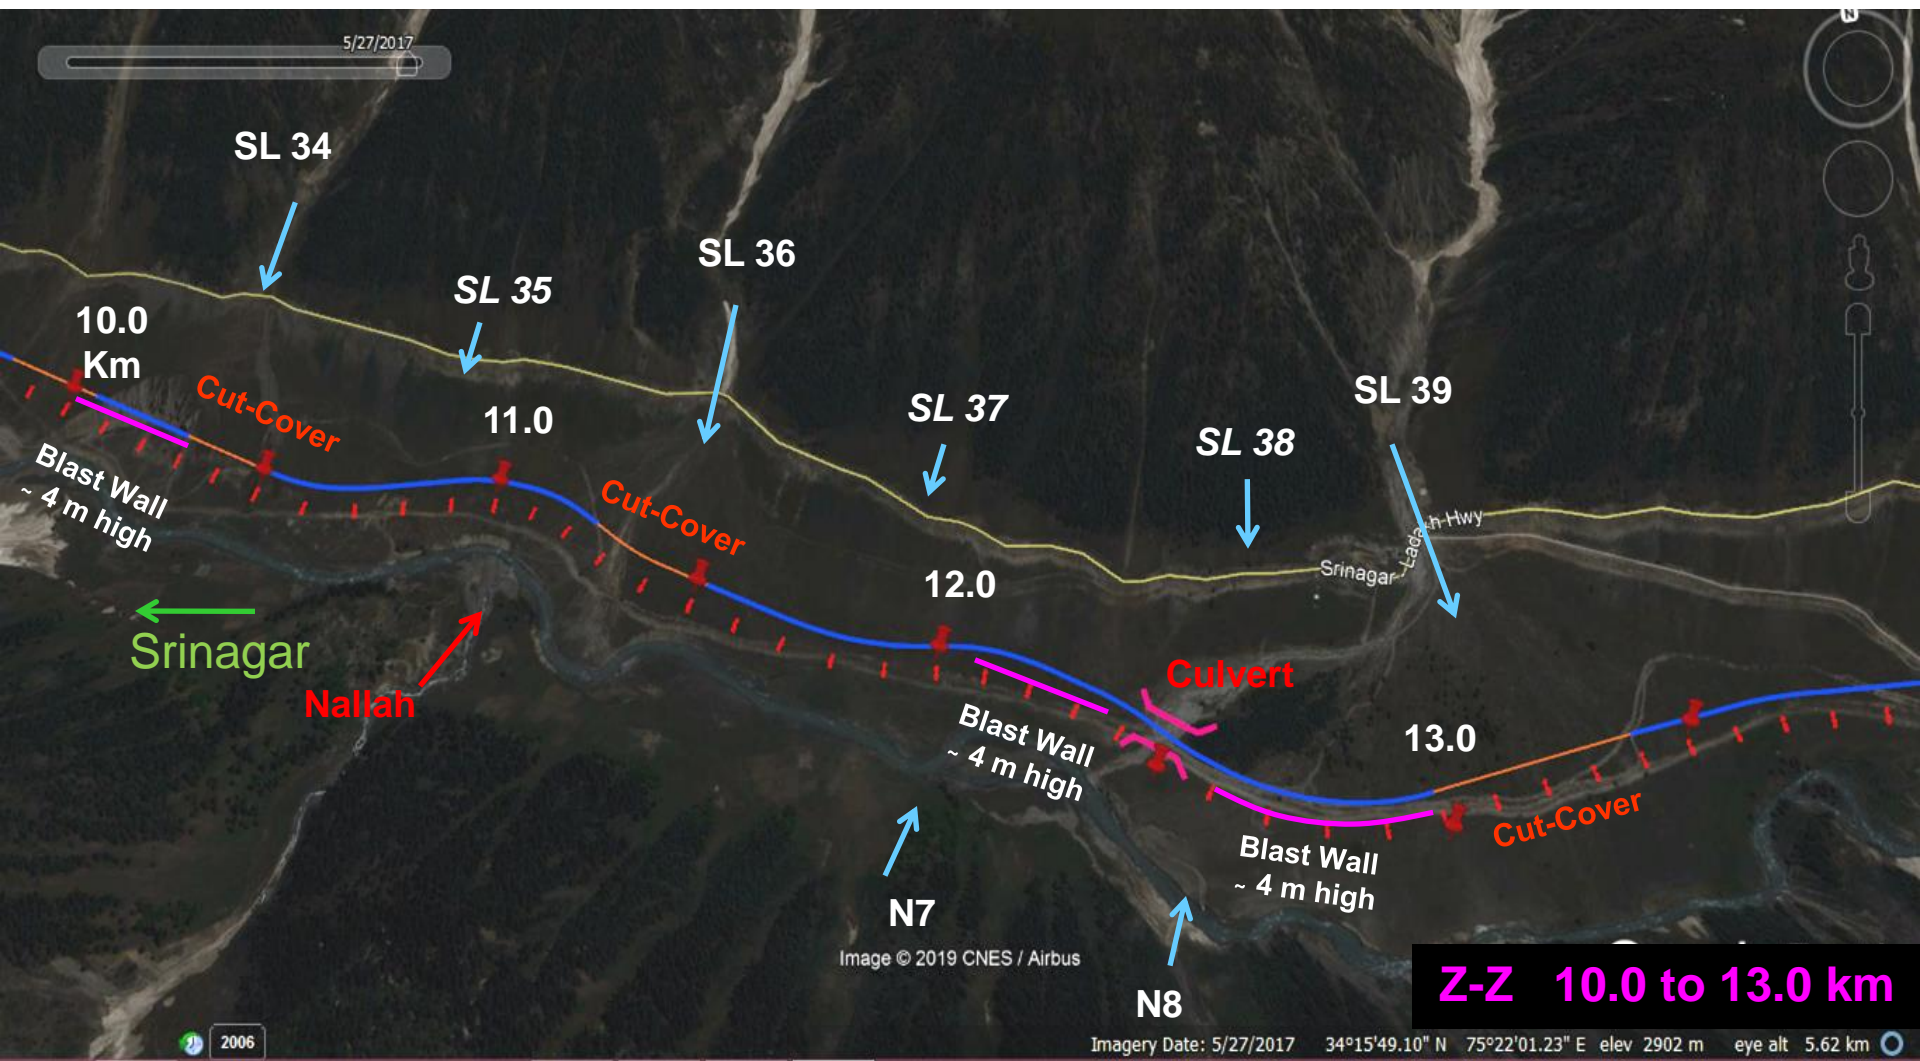 N
5/27/2017
SL 34
SL 36
SL 35
10.0
Km
Cut-Cover
11.0
SL 37
SL 39
SL 38
Blast Wall
~ 4 m high
Cut-Cover
Srinagar - Ladakh Hwy
12.0
Srinagar
Nallah
Culvert
Blast Wall
~ 4 m high
13.0
Cut-Cover
Blast Wall
~ 4 m high
N7
N8
Image © 2019 CNES / Airbus
Z-Z 10.0 to 13.0 km
2006
Imagery Date: 5/27/2017 34°15'49.10" N 75°22'01.23" E elev 2902 m eye alt 5.62 km